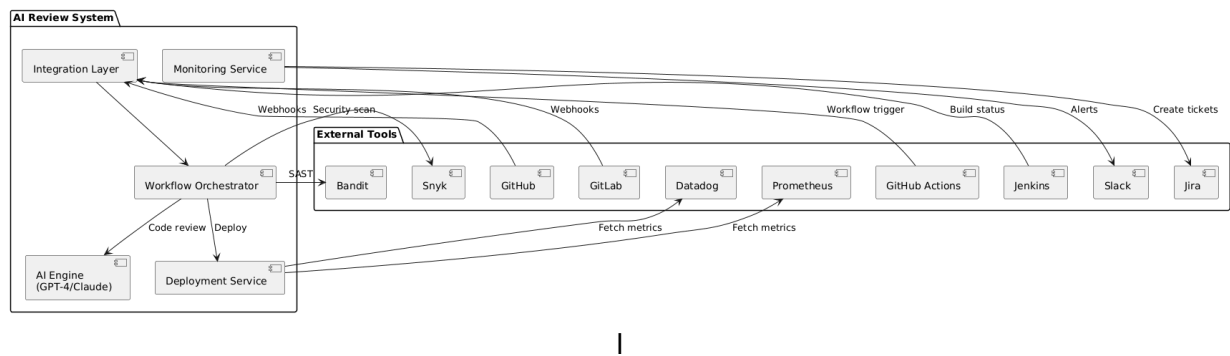 AI Review System
Integration Layer
Monitoring Service
Webhooks
Security scan
Webhooks
Workflow trigger
Build status
Alerts
Create tickets
External Tools
Workflow Orchestrator
SAST
Bandit
Snyk
GitHub
GitLab
Datadog
Prometheus
GitHub Actions
Jenkins
Slack
Jira
Code review
Deploy
Fetch metrics
Fetch metrics
AI Engine
(GPT-4/Claude)
Deployment Service